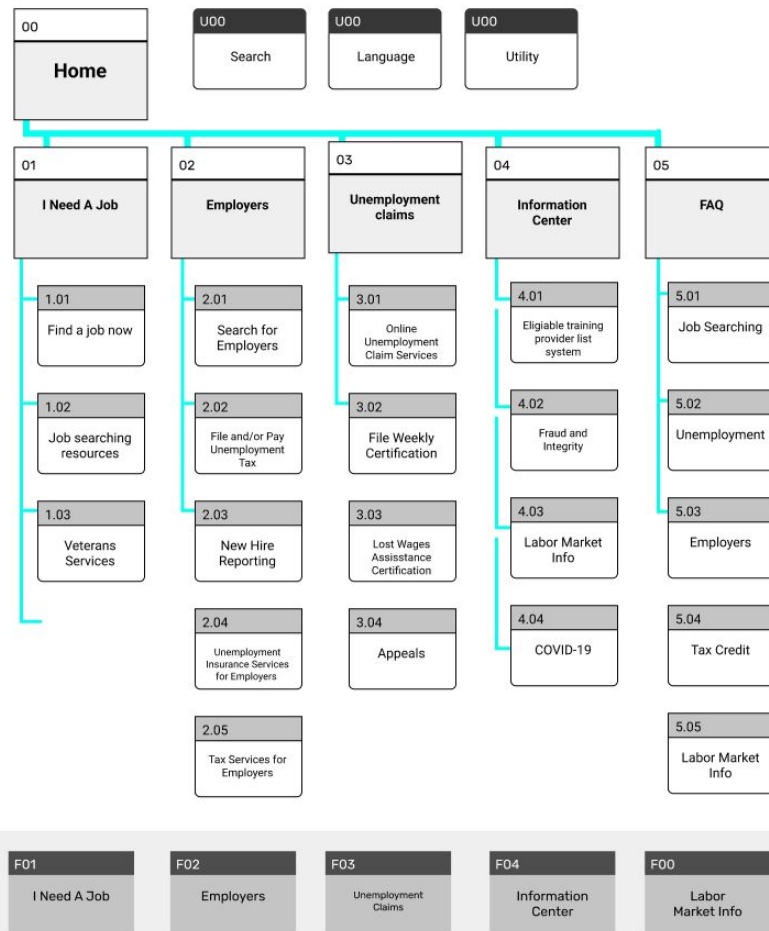 00
Home
U00
Search
U00
Language
U00
Utility
01
I Need A Job
02
Employers
03
Unemployment
claims
04
Information
Center
05
FAQ
1.01
Find a job now
1.02
Job searching
resources
1.03
Veterans
Services
2.01
Search for
Employers
2.02
File and/or Pay
Unemployment
Tax
2.03
New Hire
Reporting
2.04
Unemployment
Insurance Services
for Employers
2.05
Tax Services for
Employers
3.01
Online
Unemployment
Claim Services
3.02
File Weekly
Certification
3.03
Lost Wages
Assisstance
Certification
3.04
Appeals
4.01
Eligiable training
provider list
system
4.02
Fraud and
Integrity
4.03
Labor Market
Info
4.04
COVID-19
5.01
Job Searching
5.02
Unemployment
5.03
Employers
5.04
Tax Credit
5.05
Labor Market
Info
F01
I Need A Job
F02
Employers
F03
Unemployment
Claims
F04
Information
Center
F00
Labor
Market Info